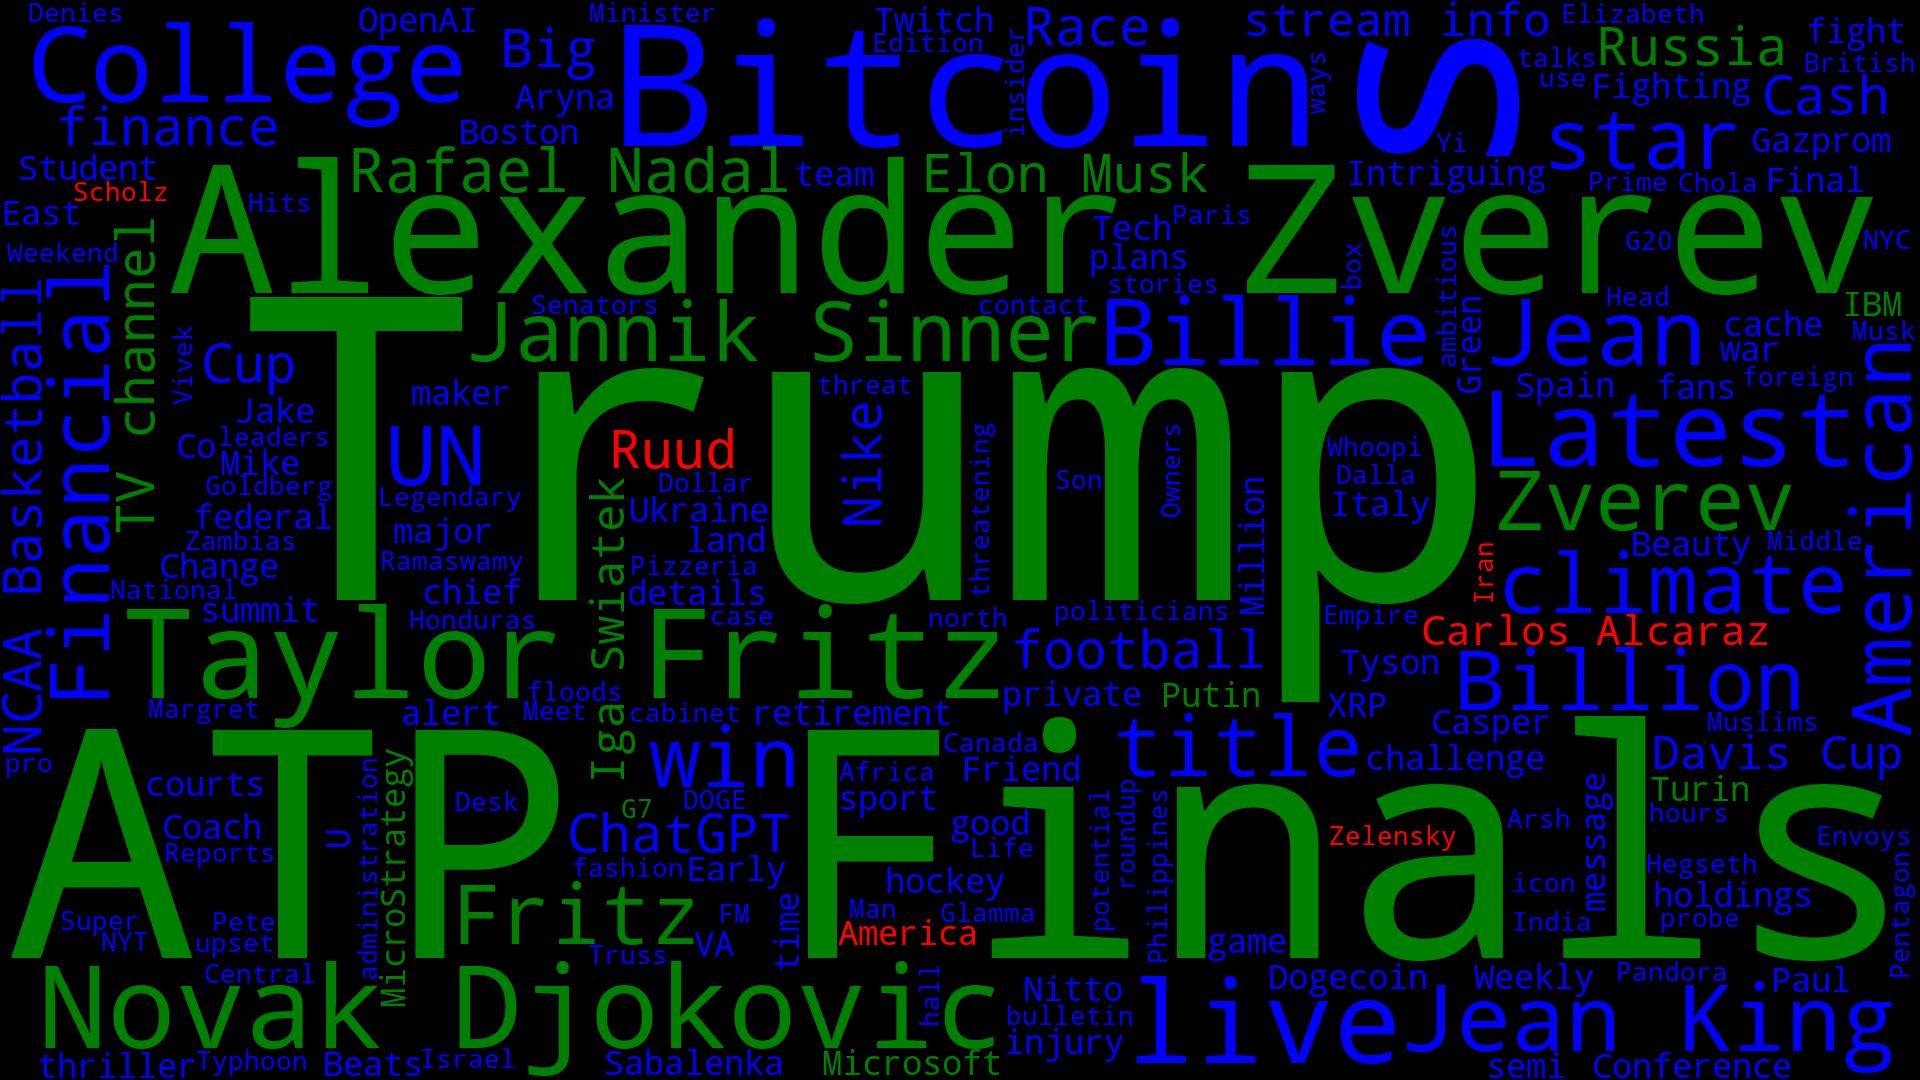 Denies
OpenAI
Minister
Twitch
stream info
Elizabeth
College
Big
Bitcoin
Edition
insider
Race
ways
S
talks
Russia
fight
British
use
Fighting
Cash
Aryna
finance
Boston
star
Gazprom
Yi
Student
Scholz
Rafael Nadal
team
Elon Musk
Intriguing
Prime
Chola
Final
East
Hits
Alexander Zverev
Tech
Paris
G20
NYC
Weekend
TV channel
plans
stories
box
ambitious
NCAA Basketball
Financial
Senators
contact
Head
IBM
Vivek
Cup
Trump
Jannik Sinner
Billie Jean
Green
cache
Musk
war
American
Jake
maker
threat
Spain
fans
foreign
Co
leaders
Mike
UN
Ruud
Nike
threatening
Son
Owners
Whoopi
Dalla
Italy
Latest
Goldberg
Legendary
Dollar
federal
major
Iga Swiatek
Ukraine
Million
Zverev
Zambias
land
Beauty
Middle
Change
Ramaswamy
Pizzeria
Iran
climate
National
chief
details
summit
Honduras
case
north
politicians
Empire
Carlos Alcaraz
Taylor Fritz
football
Tyson
Billion
floods
private
Putin
Margret
alert
Meet
cabinet
retirement
XRP
Casper
Muslims
pro
ATP Finals
win
Canada
title
challenge
Davis Cup
courts
administration
MicroStrategy
Africa
Friend
Desk
G7
DOGE
sport
potential
roundup
Philippines
message
Turin
hours
Coach
U
ChatGPT
good
Life
Zelensky
Arsh
Envoys
Reports
fashion
Early
hockey
icon
Hegseth
Pentagon
Super
Pete
Fritz
FM
time
Man
Glamma
India
holdings
NYT
upset
VA
America
game
probe
Truss
Central
Novak Djokovic
hall
Nitto
live
Dogecoin
Weekly
Pandora
Paul
bulletin
Jean King
thriller
Typhoon
Beats
Israel
Sabalenka
Microsoft
injury
semi
Conference